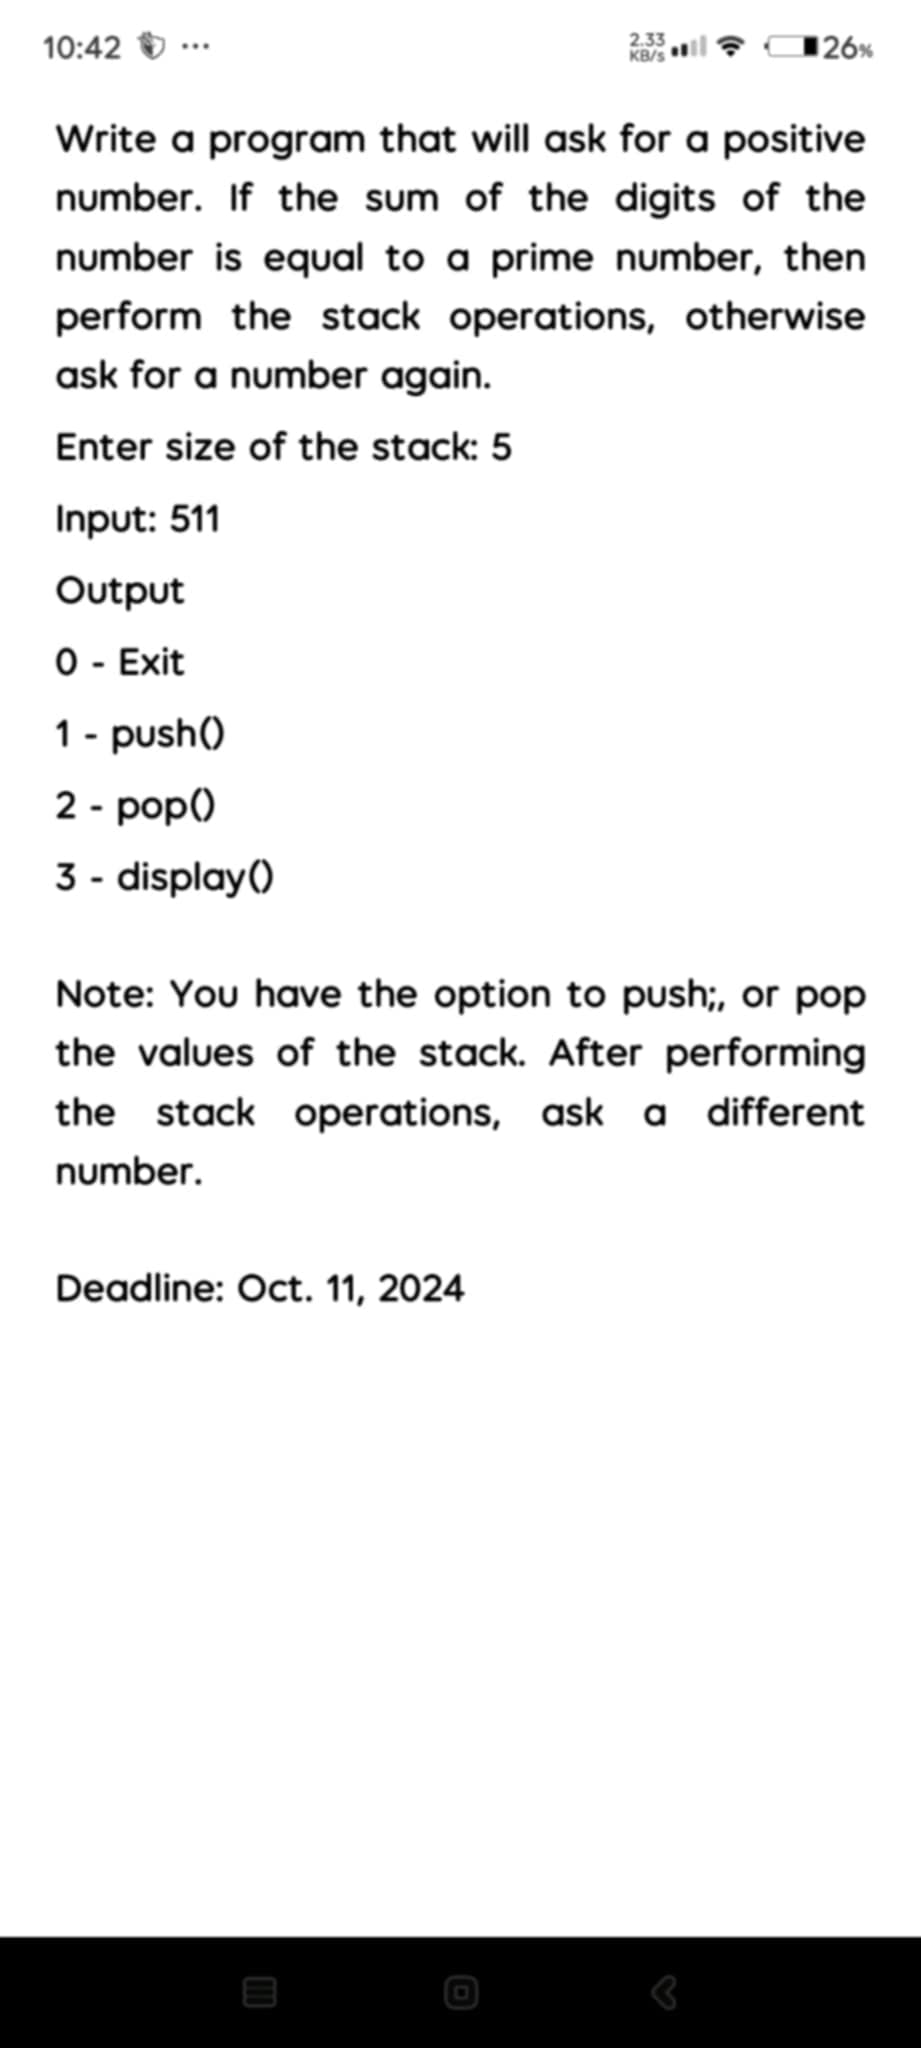 10:42 ...
2.33
KB/s
26%
Write a program that will ask for a positive
number. If the sum of the digits of the
number is equal to a prime number, then
perform the stack operations, otherwise
ask for a number again.
Enter size of the stack: 5
Input: 511
Output
0 - Exit
1 - push()
2 - pop()
3 - display()
Note: You have the option to push;, or pop
the values of the stack. After performing
the stack operations, ask a different
number.
Deadline: Oct. 11, 2024